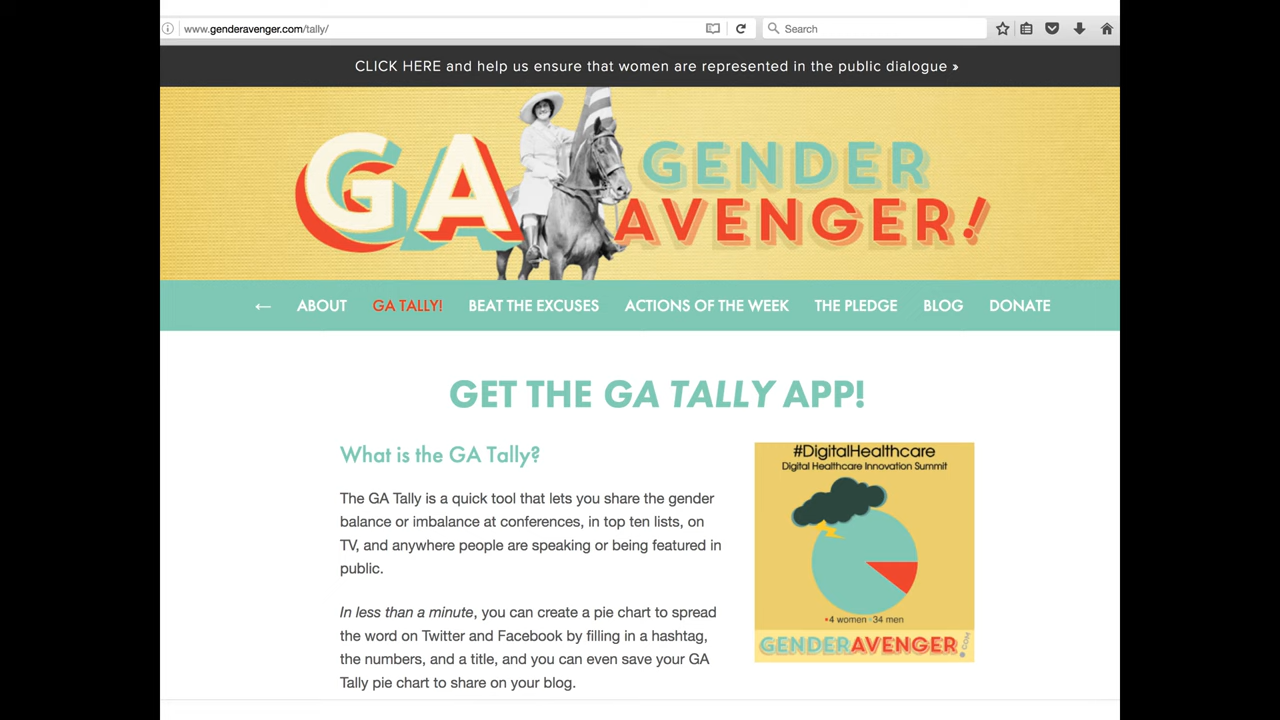 www.genderavenger.com/tally/
Search
CLICK HERE and help us ensure that women are represented in the public dialogue »
GA GENDER
AVENGER!
← ABOUT GA TALLY! BEAT THE EXCUSES ACTIONS OF THE WEEK THE PLEDGE BLOG DONATE
GET THE GA TALLY APP!
What is the GA Tally?
The GA Tally is a quick tool that lets you share the gender
balance or imbalance at conferences, in top ten lists, on
TV, and anywhere people are speaking or being featured in
public.
In less than a minute, you can create a pie chart to spread
the word on Twitter and Facebook by filling in a hashtag,
the numbers, and a title, and you can even save your GA
Tally pie chart to share on your blog.
#DigitalHealthcare
Digital Healthcare Innovation Summit
•4 women •34 men
GENDERAVENGER.COM